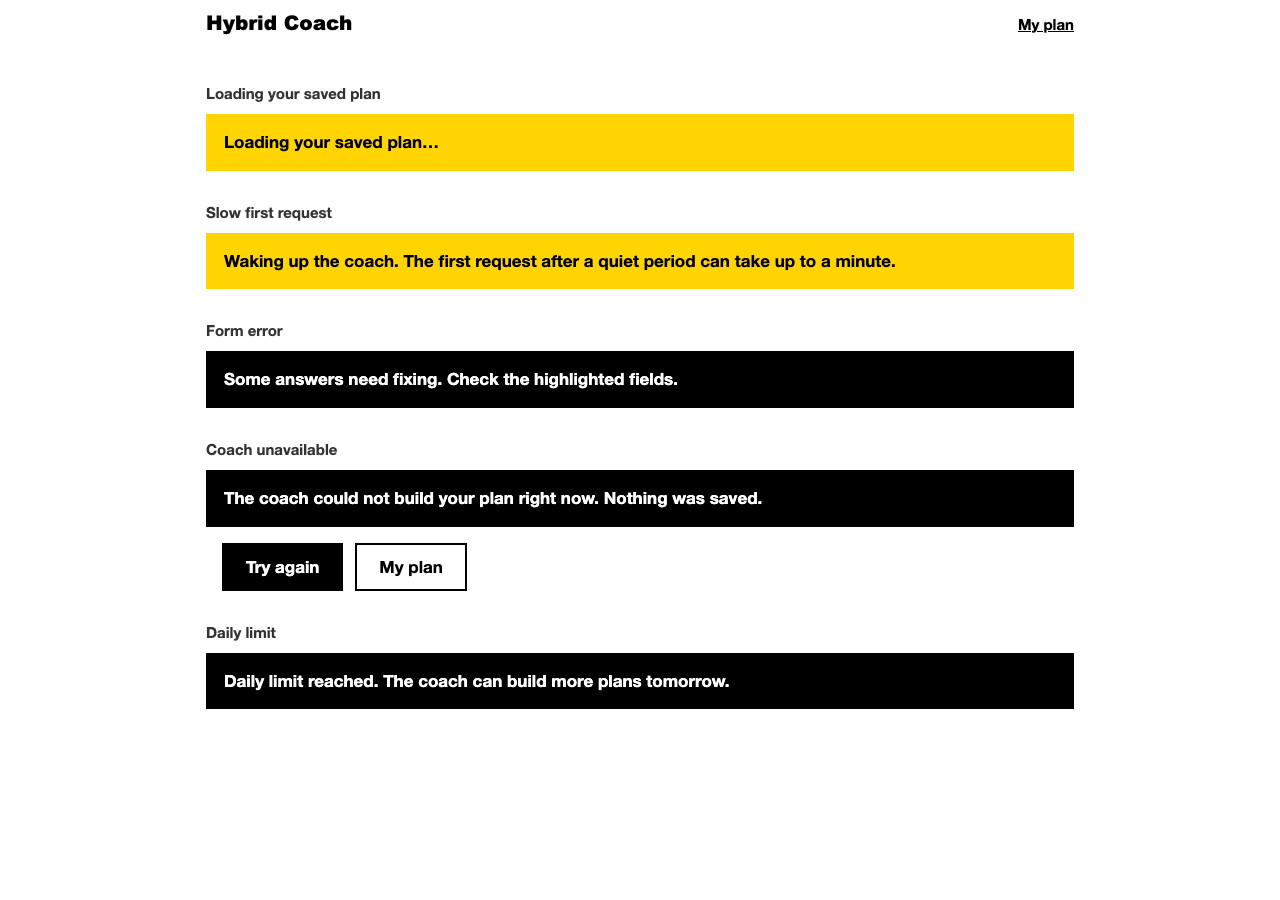 Hybrid Coach
My plan
Loading your saved plan
Loading your saved plan…
Slow first request
Waking up the coach. The first request after a quiet period can take up to a minute.
Form error
Some answers need fixing. Check the highlighted fields.
Coach unavailable
The coach could not build your plan right now. Nothing was saved.
Try again
My plan
Daily limit
Daily limit reached. The coach can build more plans tomorrow.